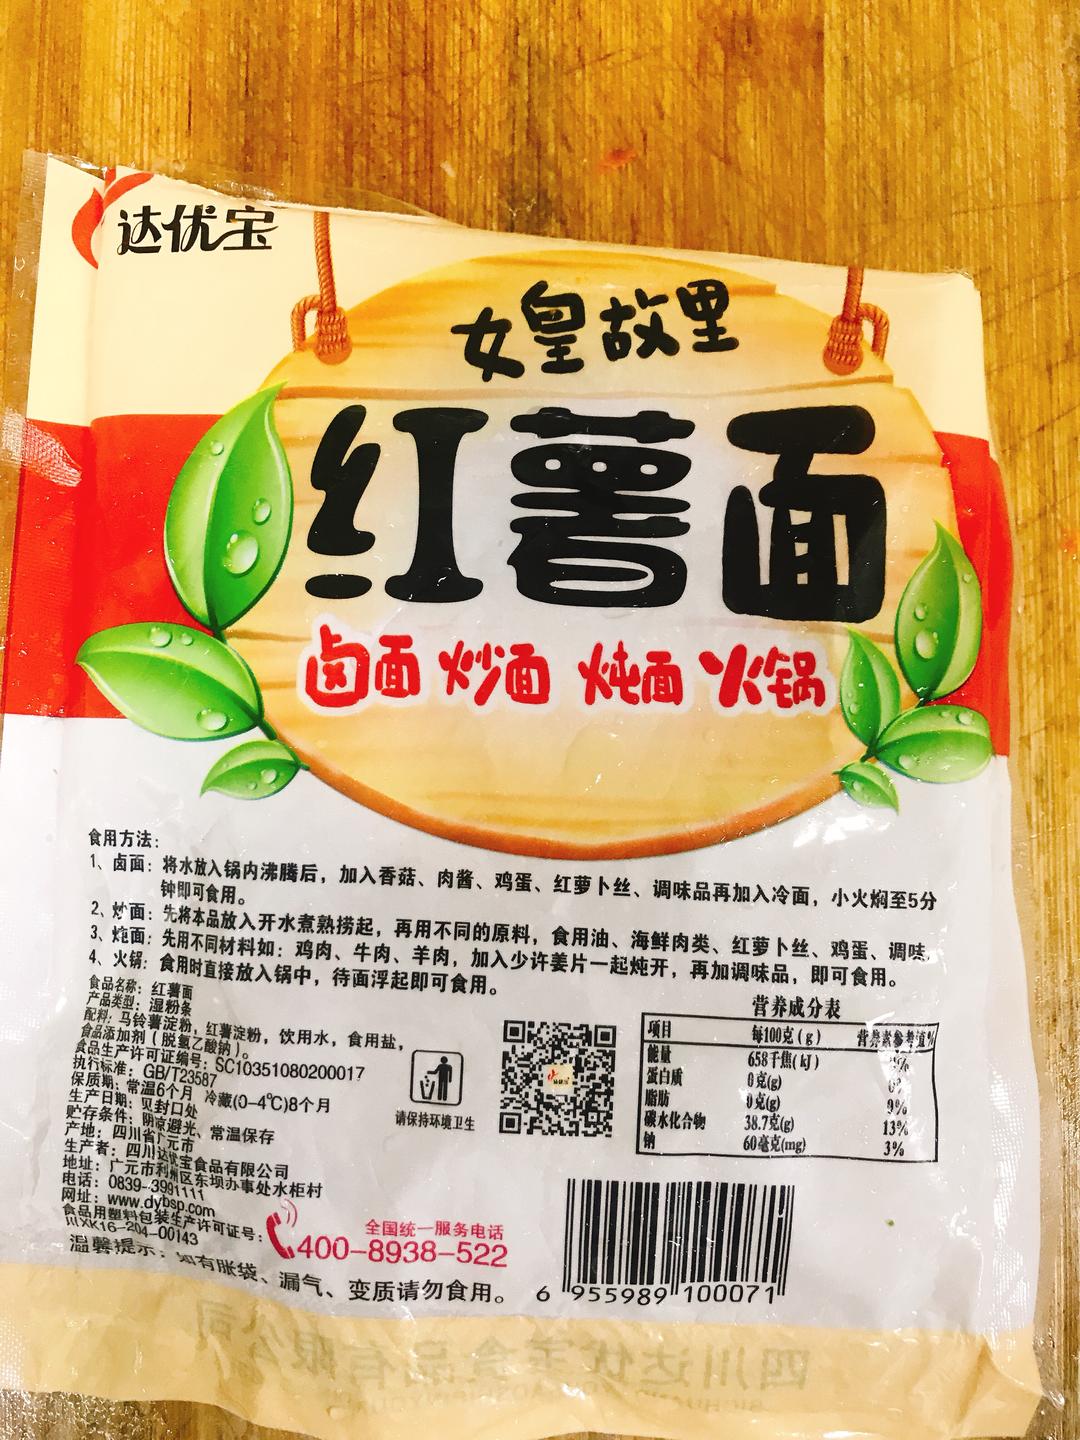 达优宝
女皇故里
红薯面
卤面 炒面 炖面 火锅
食用方法：
1、卤面：将水放入锅内沸腾后，加入香菇、肉酱、鸡蛋、红萝卜丝、调味品再加入冷面，小火焖至5分
钟即可食用。
2、炒面：先将本品放入开水煮熟捞起，再用不同的原料，食用油、海鲜肉类、红萝卜丝、鸡蛋、调味，
3、炖面：先用不同材料如：鸡肉、牛肉、羊肉，加入少许姜片一起炖开，再加调味品，即可食用。
4、火锅：食用时直接放入锅中，待面浮起即可食用。
食品名称：红薯面
产品类型：湿粉条
配料：马铃薯淀粉，红薯淀粉，饮用水，食用盐，
食品添加剂（脱氢乙酸钠）。
食品生产许可证编号：SC10351080200017
执行标准：GB/T23587
保质期：常温6个月 冷藏(0-4℃)8个月
生产日期：见封口处
贮存条件：阴凉避光、常温保存
产地：四川省广元市
生产者：四川达优宝食品有限公司
地址：广元市利州区东坝办事处水柜村
电话：0839-3991111
网址：www.dybsp.com
食品用塑料包装生产许可证号：
川XK16-204-00143
请保持环境卫生
营养成分表
项目 每100克(g) 营养素参考值%
能量 658千焦(kJ)
蛋白质 0克(g)
脂肪 0克(g) 9%
碳水化合物 38.7克(g) 13%
钠 60毫克(mg) 3%
全国统一服务电话
400-8938-522
温馨提示：如有胀袋、漏气、变质请勿食用。
6 955989 100071
四川达优宝食品有限公司